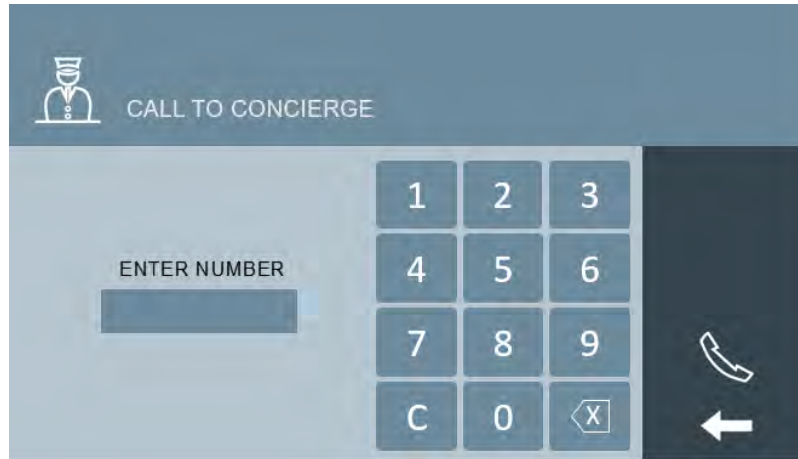 CALL TO CONCIERGE
1 2 3
ENTER NUMBER
4 5 6
7 8 9
C 0 X